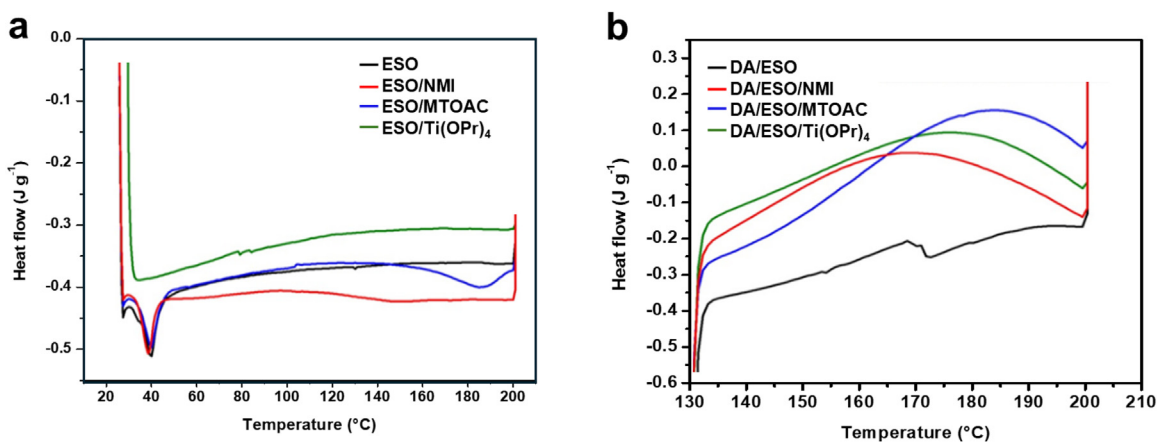 a
-0.0
-0.1
-0.2
-0.3
-0.4
-0.5
20 40 60 80 100 120 140 160 180 200
Heat flow (J g⁻¹)
Temperature (°C)
ESO
ESO/NMI
ESO/MTOAC
ESO/Ti(OPr)₄
b
0.3
0.2
0.1
0.0
-0.1
-0.2
-0.3
-0.4
-0.5
-0.6
130 140 150 160 170 180 190 200 210
Heat flow (J g⁻¹)
Temperature (°C)
DA/ESO
DA/ESO/NMI
DA/ESO/MTOAC
DA/ESO/Ti(OPr)₄